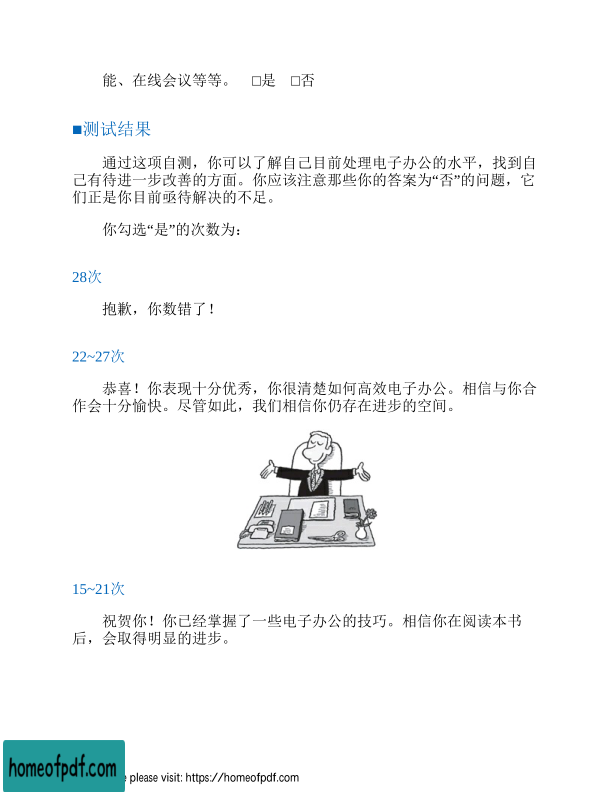 能、在线会议等等。 □是 □否
■测试结果
通过这项自测，你可以了解自己目前处理电子办公的水平，找到自
己有待进一步改善的方面。你应该注意那些你的答案为“否”的问题，它
们正是你目前亟待解决的不足。
你勾选“是”的次数为：
28次
抱歉，你数错了！
22~27次
恭喜！你表现十分优秀，你很清楚如何高效电子办公。相信与你合
作会十分愉快。尽管如此，我们相信你仍存在进步的空间。
15~21次
祝贺你！你已经掌握了一些电子办公的技巧。相信你在阅读本书
后，会取得明显的进步。
homeofpdf.com
e please visit: https://homeofpdf.com